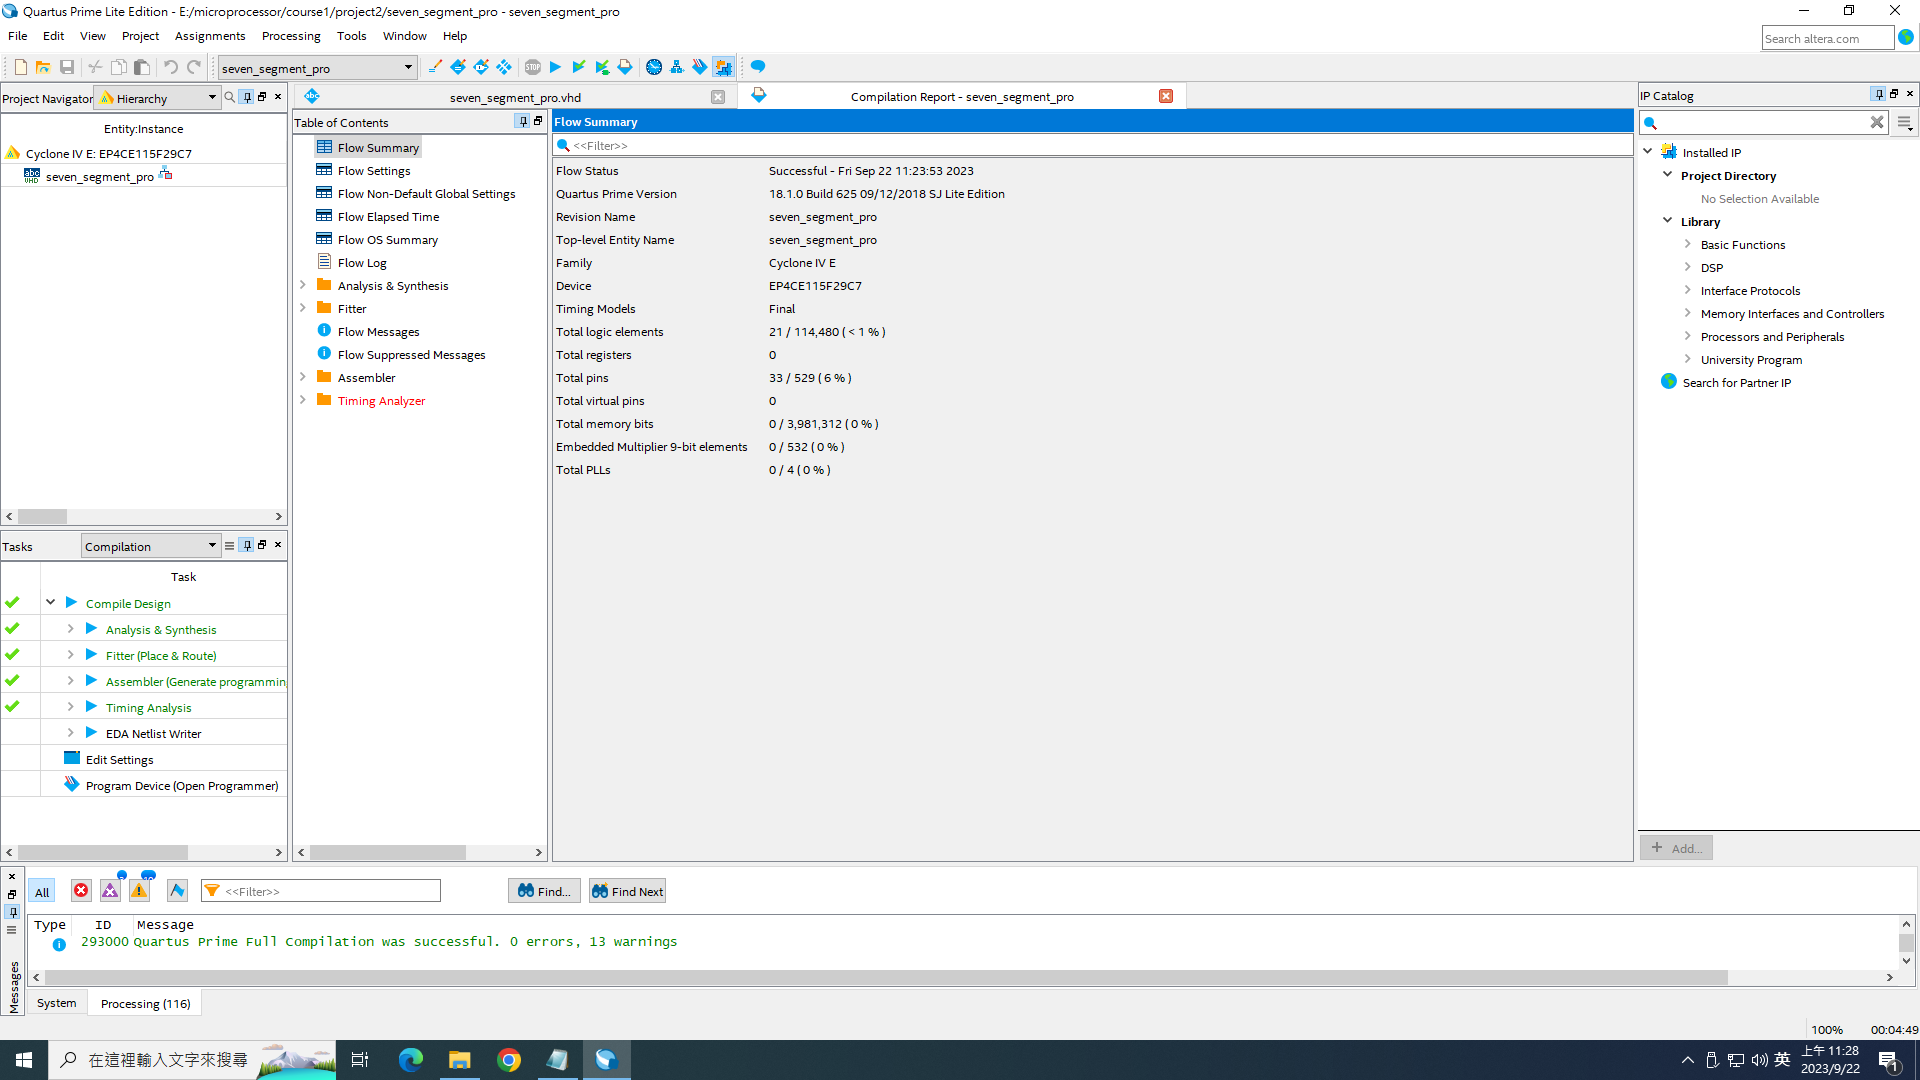 Quartus Prime Lite Edition - E:/microprocessor/course1/project2/seven_segment_pro - seven_segment_pro
File Edit View Project Assignments Processing Tools Window Help
Search altera.com
seven_segment_pro
STOP
Project Navigator Hierarchy
Entity:Instance
Cyclone IV E: EP4CE115F29C7
seven_segment_pro
abc seven_segment_pro.vhd
Compilation Report - seven_segment_pro
Table of Contents
Flow Summary
Flow Settings
Flow Non-Default Global Settings
Flow Elapsed Time
Flow OS Summary
Flow Log
Analysis & Synthesis
Fitter
Flow Messages
Flow Suppressed Messages
Assembler
Timing Analyzer
Flow Summary
<<Filter>>
Flow Status Successful - Fri Sep 22 11:23:53 2023
Quartus Prime Version 18.1.0 Build 625 09/12/2018 SJ Lite Edition
Revision Name seven_segment_pro
Top-level Entity Name seven_segment_pro
Family Cyclone IV E
Device EP4CE115F29C7
Timing Models Final
Total logic elements 21 / 114,480 ( < 1 % )
Total registers 0
Total pins 33 / 529 ( 6 % )
Total virtual pins 0
Total memory bits 0 / 3,981,312 ( 0 % )
Embedded Multiplier 9-bit elements 0 / 532 ( 0 % )
Total PLLs 0 / 4 ( 0 % )
IP Catalog
Installed IP
Project Directory
No Selection Available
Library
Basic Functions
DSP
Interface Protocols
Memory Interfaces and Controllers
Processors and Peripherals
University Program
Search for Partner IP
+ Add...
Tasks Compilation
Task
Compile Design
Analysis & Synthesis
Fitter (Place & Route)
Assembler (Generate programmin
Timing Analysis
EDA Netlist Writer
Edit Settings
Program Device (Open Programmer)
Messages
All
<<Filter>>
Find...
Find Next
Type ID Message
293000 Quartus Prime Full Compilation was successful. 0 errors, 13 warnings
System Processing (116)
100% 00:04:49
在這裡輸入文字來搜尋
英
上午 11:28
2023/9/22
1